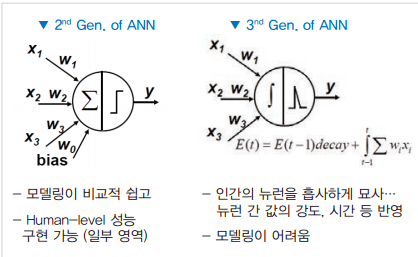 ▼ 2nd Gen. of ANN
x1 w1
x2 w2 Σ y
x3 w3
w0
bias
– 모델링이 비교적 쉽고
– Human-level 성능
구현 가능 (일부 영역)
▼ 3rd Gen. of ANN
x1 w1
x2 w2 ∫ y
x3 w3
E(t) = E(t −1)decay + ∫_{t−1}^{t} Σ wᵢxᵢ
– 인간의 뉴런을 흡사하게 묘사…
뉴런 간 값의 강도, 시간 등 반영
– 모델링이 어려움